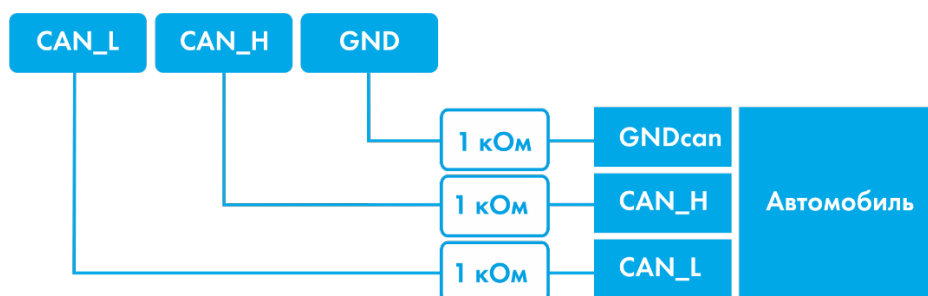 CAN_L CAN_H GND
1 кОм GNDcan
1 кОм CAN_H Автомобиль
1 кОм CAN_L